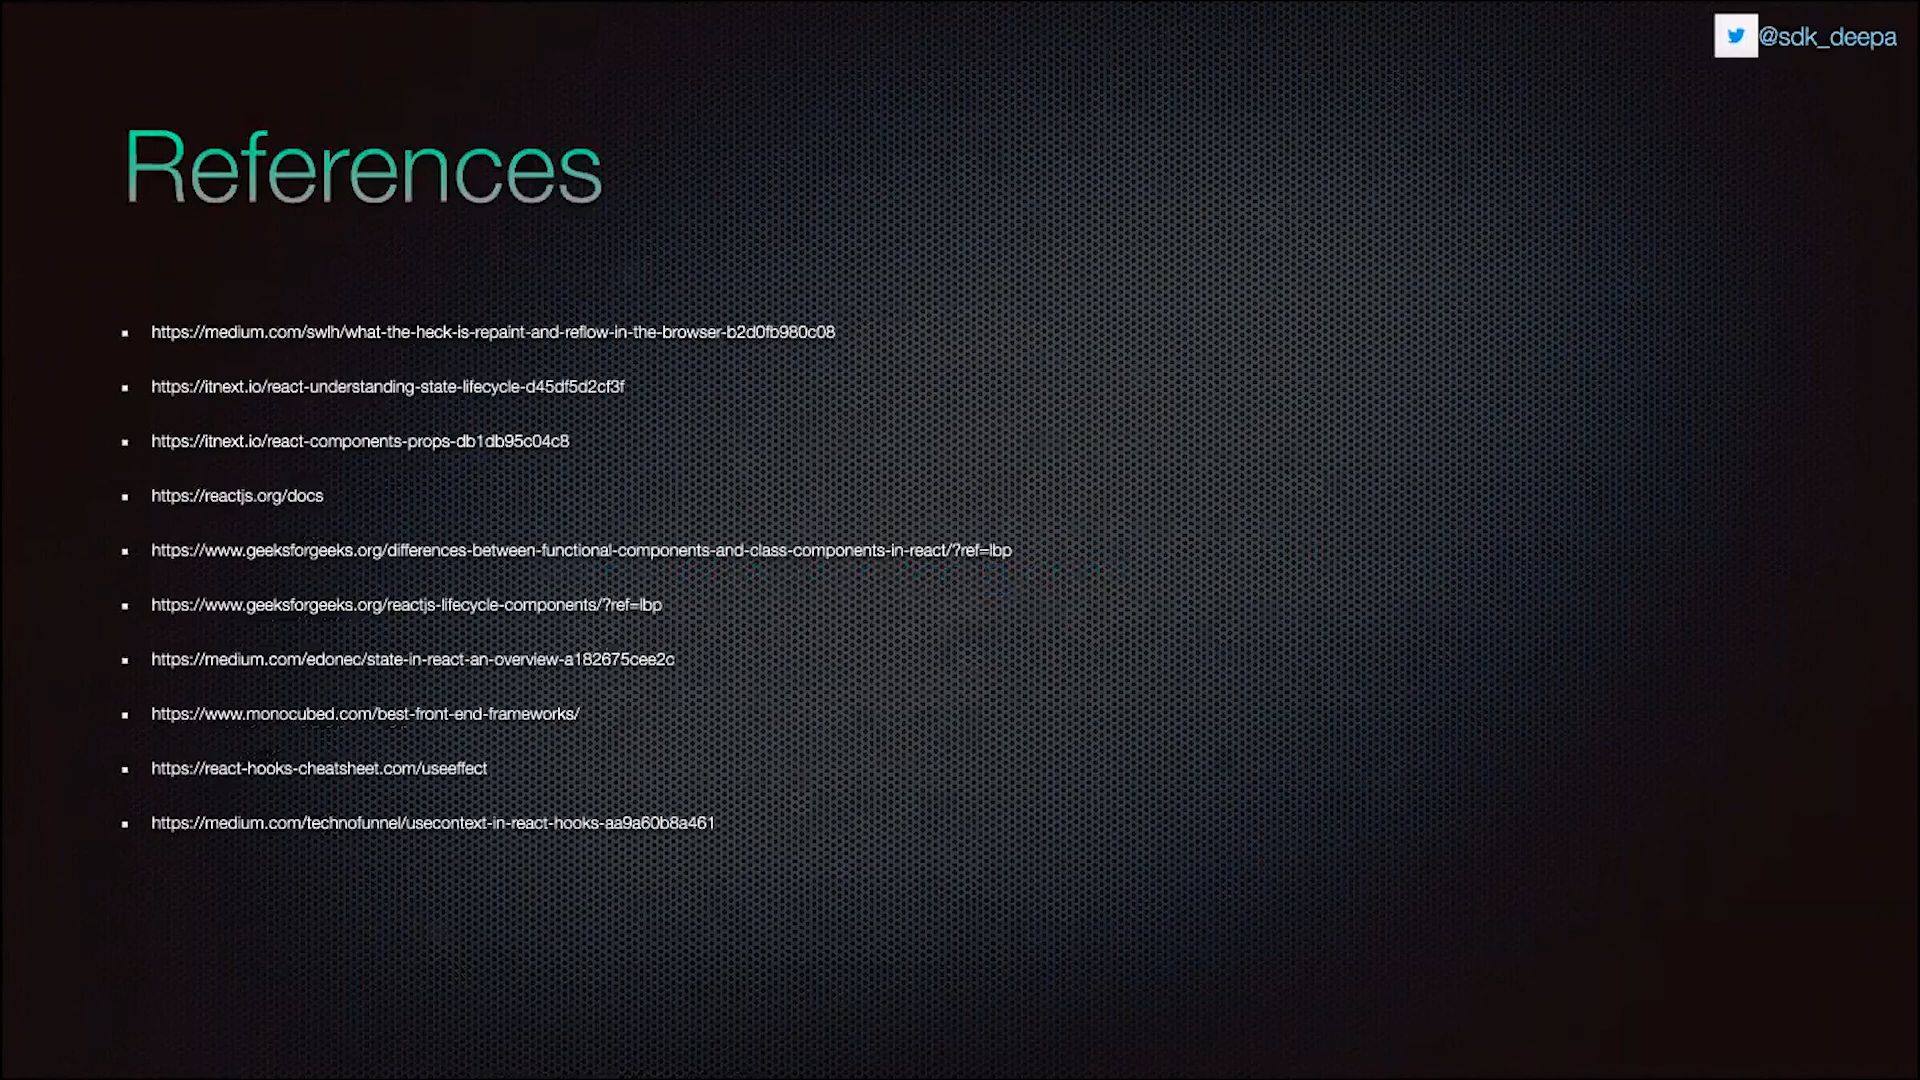 @sdk_deepa
References
https://medium.com/swlh/what-the-heck-is-repaint-and-reflow-in-the-browser-b2d0fb980c08
https://itnext.io/react-understanding-state-lifecycle-d45df5d2cf3f
https://itnext.io/react-components-props-db1db95c04c8
https://reactjs.org/docs
https://www.geeksforgeeks.org/differences-between-functional-components-and-class-components-in-react/?ref=lbp
https://www.geeksforgeeks.org/reactjs-lifecycle-components/?ref=lbp
https://medium.com/edonec/state-in-react-an-overview-a182675cee2c
https://www.monocubed.com/best-front-end-frameworks/
https://react-hooks-cheatsheet.com/useeffect
https://medium.com/technofunnel/usecontext-in-react-hooks-aa9a60b8a461